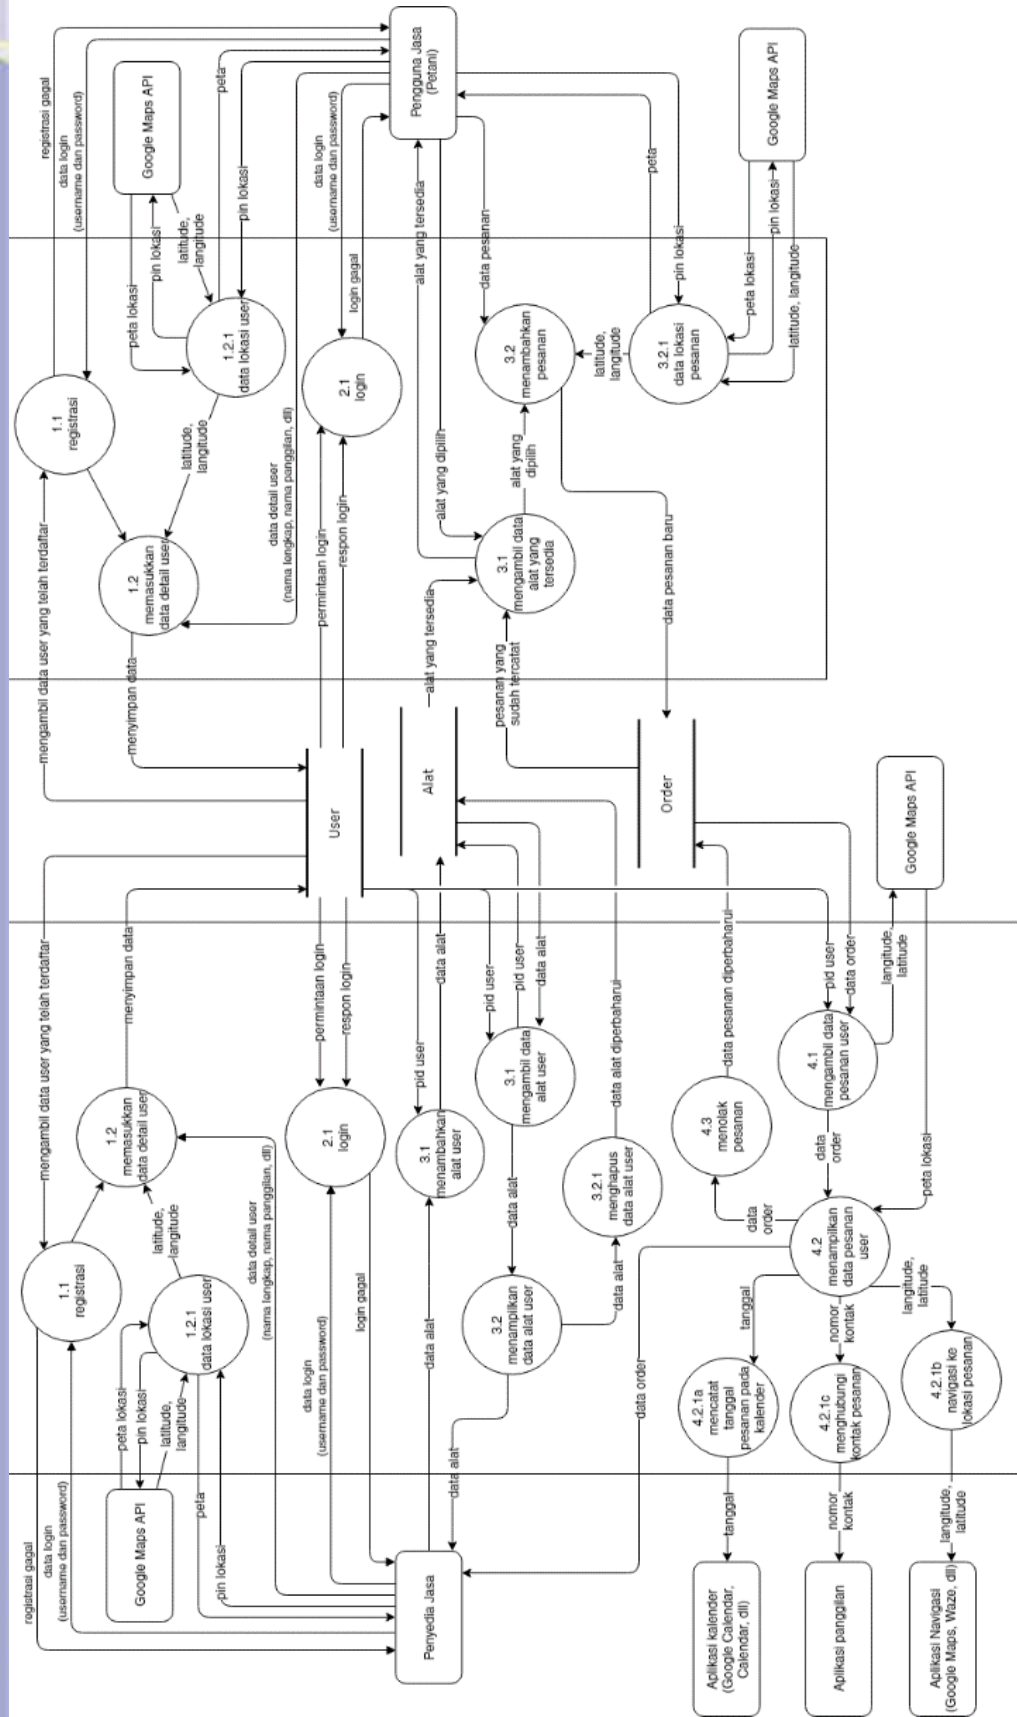 registrasi gagal
data login
(username dan password)
Google Maps API
peta lokasi
pin lokasi
latitude,
langitude
peta
pin lokasi
1.1
registrasi
1.2.1
data lokasi user
latitude,
langitude
1.2
memasukkan
data detail user
data detail user
(nama lengkap, nama panggilan, dll)
mengambil data user yang telah terdaftar
menyimpan data
Pengguna Jasa
(Petani)
data login
(username dan password)
login gagal
2.1
login
permintaan login
respon login
alat yang tersedia
alat yang dipilih
data pesanan
3.2
menambahkan
pesanan
latitude,
langitude
3.2.1
data lokasi
pesanan
peta
pin lokasi
Google Maps API
peta lokasi
pin lokasi
latitude, langitude
alat yang
dipilih
3.1
mengambil data
alat yang
tersedia
alat yang tersedia
pesanan yang
sudah tercatat
data pesanan baru
User
Alat
Order
mengambil data user yang telah terdaftar
menyimpan data
permintaan login
respon login
pid user
data alat
pid user
pid user
data alat
data alat diperbaharui
data pesanan diperbaharui
pid user
data order
langitude,
latitude
Google Maps API
1.1
registrasi
1.2
memasukkan
data detail user
latitude,
langitude
1.2.1
data lokasi user
data detail user
(nama lengkap, nama panggilan, dll)
2.1
login
data login
(username dan password)
login gagal
3.1
menambahkan
alat user
3.1
mengambil data
alat user
data alat
data alat
3.2
menampilkan
data alat user
data alat
3.2.1
menghapus
data alat user
data alat
data order
4.3
menolak
pesanan
data
order
4.1
mengambil data
pesanan user
data
order
4.2
menampilkan
data pesanan
user
peta lokasi
tanggal
nomor
kontak
langitude,
latitude
4.2.1a
mencatat
tanggal
pesanan pada
kalender
4.2.1c
menghubungi
kontak pesanan
4.2.1b
navigasi ke
lokasi pesanan
registrasi gagal
data login
(username dan password)
Google Maps API
peta lokasi
pin lokasi
latitude,
langitude
peta
pin lokasi
Penyedia Jasa
tanggal
nomor
kontak
langitude,
latitude
Aplikasi kalender
(Google Calendar,
Calendar, dll)
Aplikasi panggilan
Aplikasi Navigasi
(Google Maps, Waze, dll)